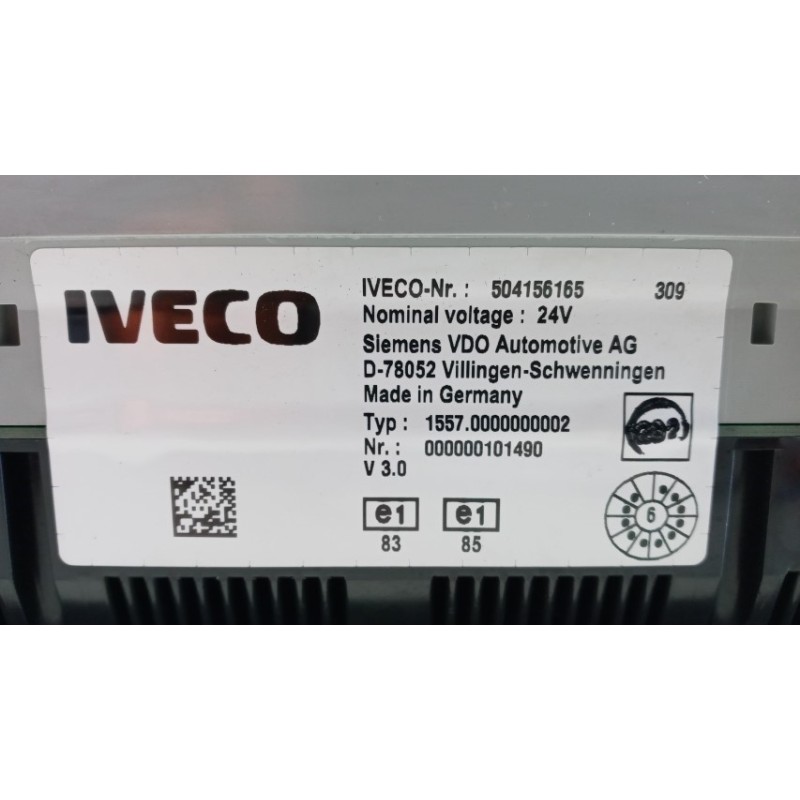 IVECO
IVECO-Nr. : 504156165 309
Nominal voltage : 24V
Siemens VDO Automotive AG
D-78052 Villingen-Schwenningen
Made in Germany
Typ : 1557.0000000002
Nr. : 000000101490
V 3.0
e1 e1
83 85
6